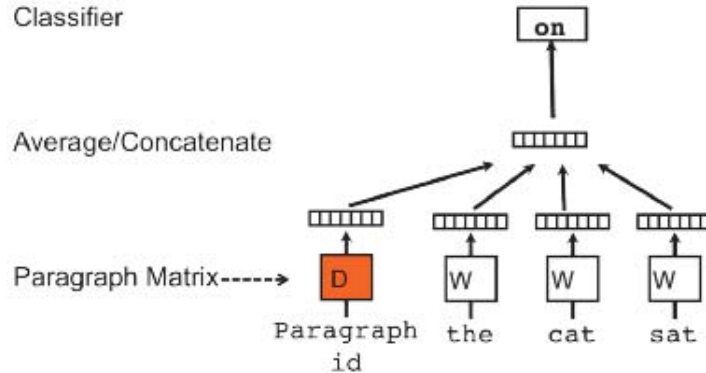 Classifier
on
Average/Concatenate
Paragraph Matrix
D
W
W
W
Paragraph
id
the
cat
sat